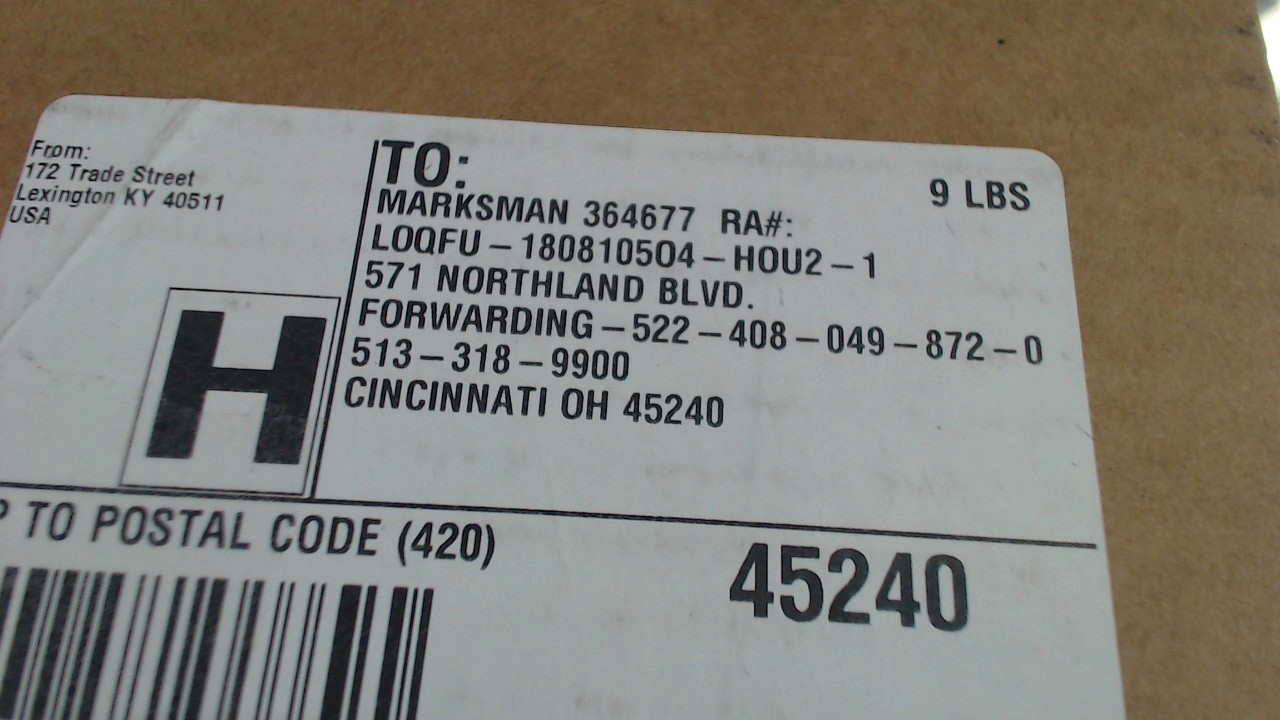 From:
172 Trade Street
Lexington KY 40511
USA
TO:
9 LBS
MARKSMAN 364677 RA#:
LOQFU-180810504-HOU2-1
571 NORTHLAND BLVD.
FORWARDING-522-408-049-872-0
513-318-9900
CINCINNATI OH 45240
H
P TO POSTAL CODE (420)
45240